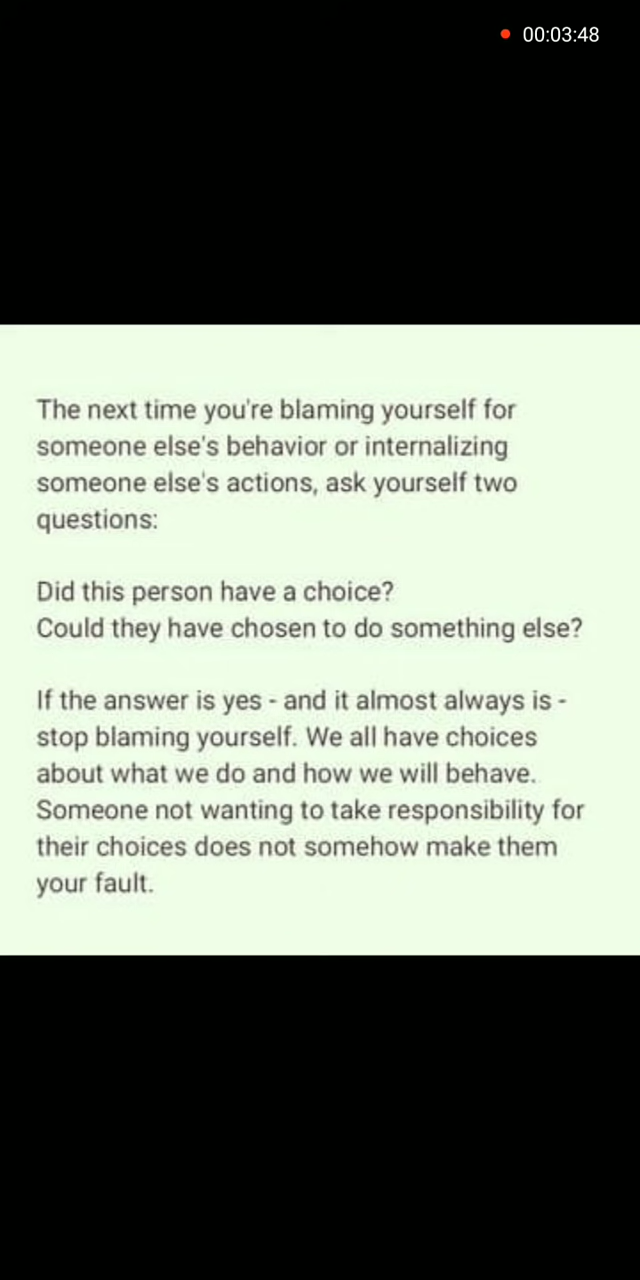 00:03:48
The next time you're blaming yourself for
someone else's behavior or internalizing
someone else's actions, ask yourself two
questions:
Did this person have a choice?
Could they have chosen to do something else?
If the answer is yes - and it almost always is -
stop blaming yourself. We all have choices
about what we do and how we will behave.
Someone not wanting to take responsibility for
their choices does not somehow make them
your fault.